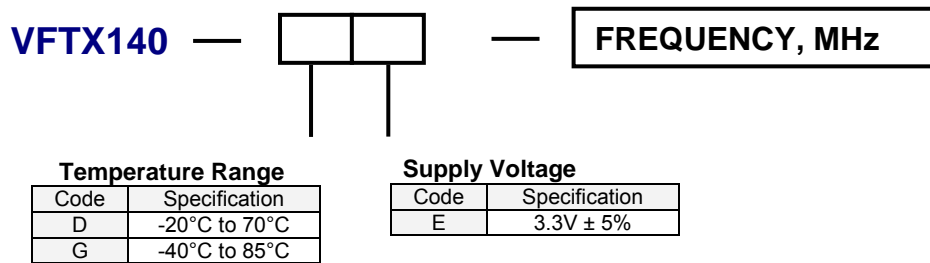 VFTX140 — — FREQUENCY, MHz
Temperature Range
Code Specification
D -20°C to 70°C
G -40°C to 85°C
Supply Voltage
Code Specification
E 3.3V ± 5%